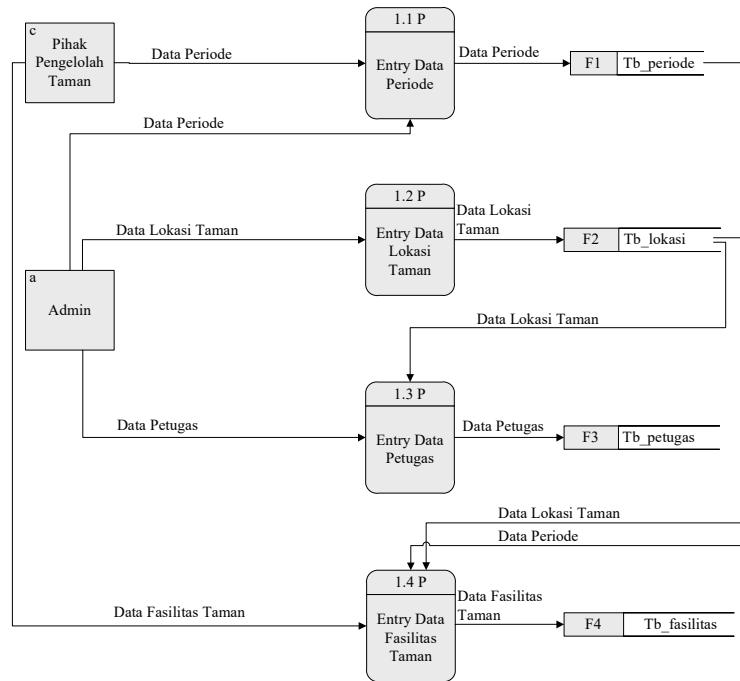 c
Pihak
Pengelolah
Taman
Data Periode
1.1 P
Entry Data
Periode
Data Periode
F1
Tb_periode
Data Periode
1.2 P
Entry Data
Lokasi
Taman
Data Lokasi Taman
Data Lokasi
Taman
F2
Tb_lokasi
a
Admin
Data Lokasi Taman
1.3 P
Entry Data
Petugas
Data Petugas
Data Petugas
F3
Tb_petugas
Data Lokasi Taman
Data Periode
1.4 P
Entry Data
Fasilitas
Taman
Data Fasilitas Taman
Data Fasilitas
Taman
F4
Tb_fasilitas